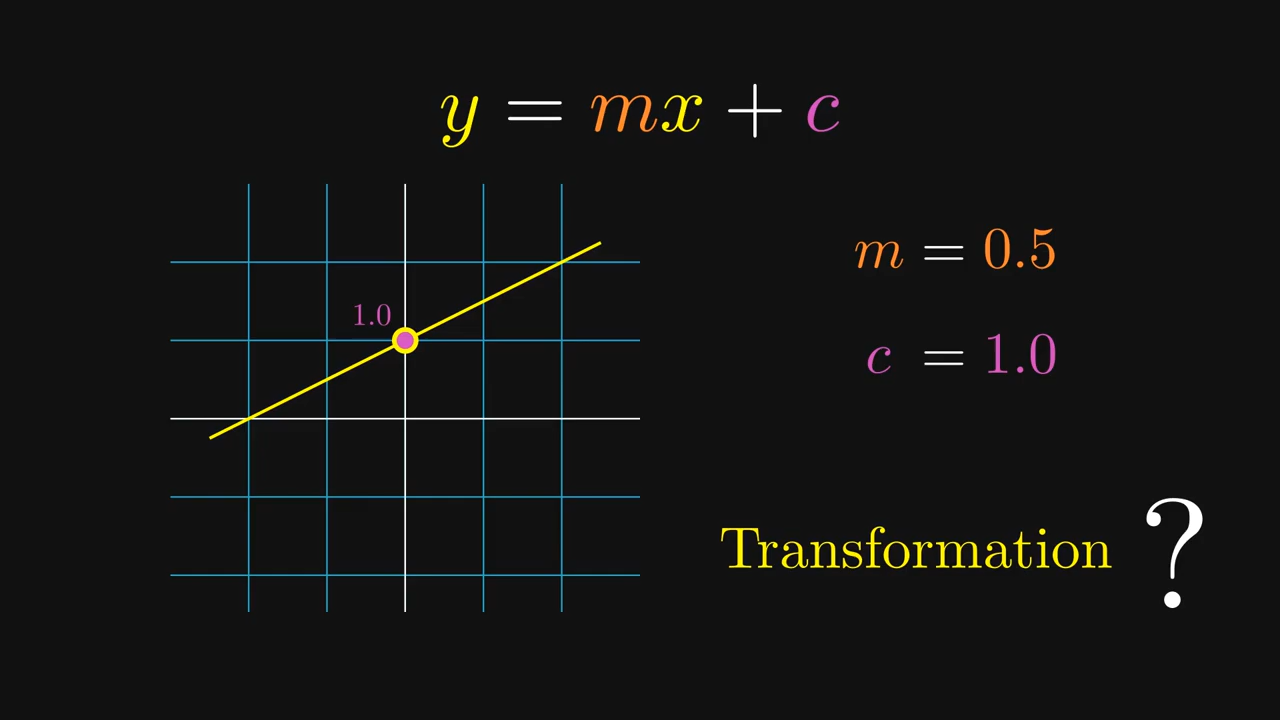 y = mx + c
1.0
m = 0.5
c = 1.0
Transformation ?